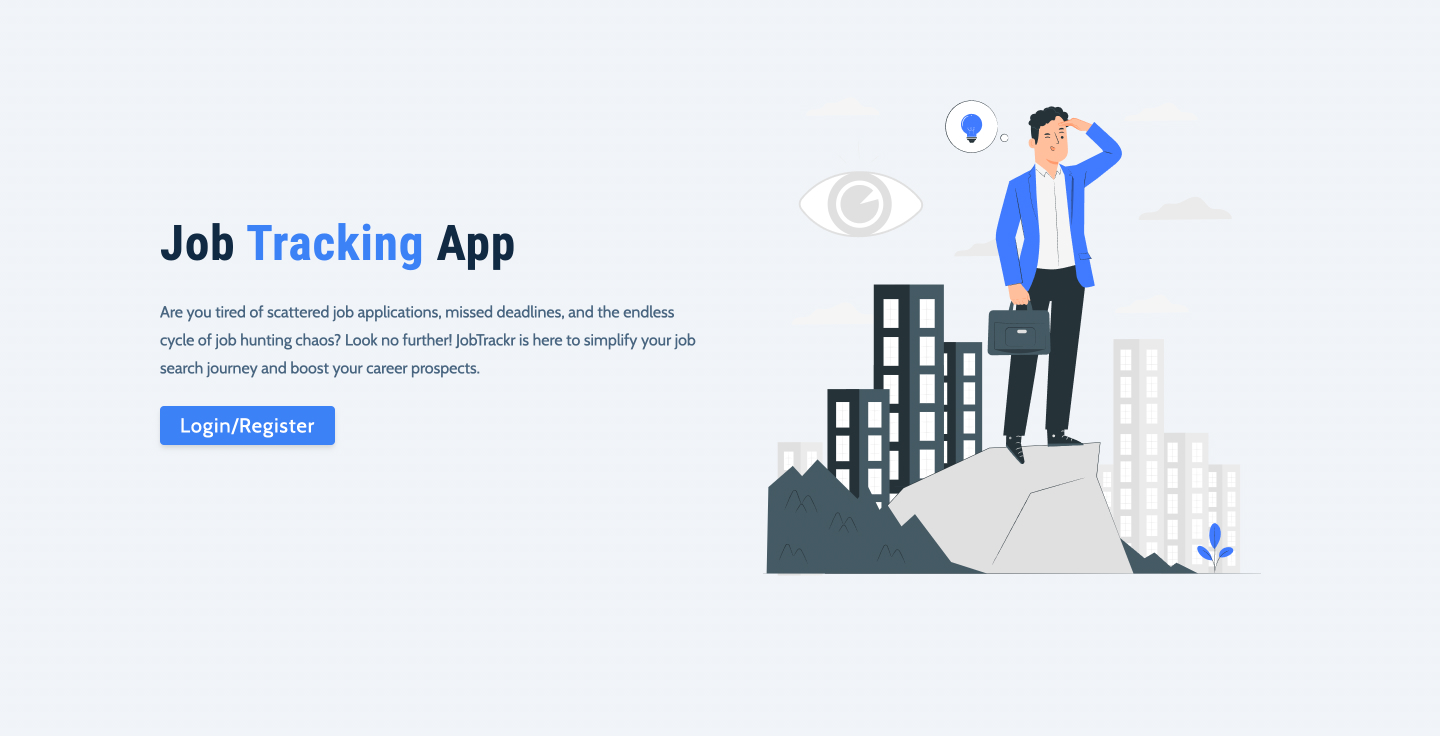 Job Tracking App
Are you tired of scattered job applications, missed deadlines, and the endless
cycle of job hunting chaos? Look no further! JobTrackr is here to simplify your job
search journey and boost your career prospects.
Login/Register